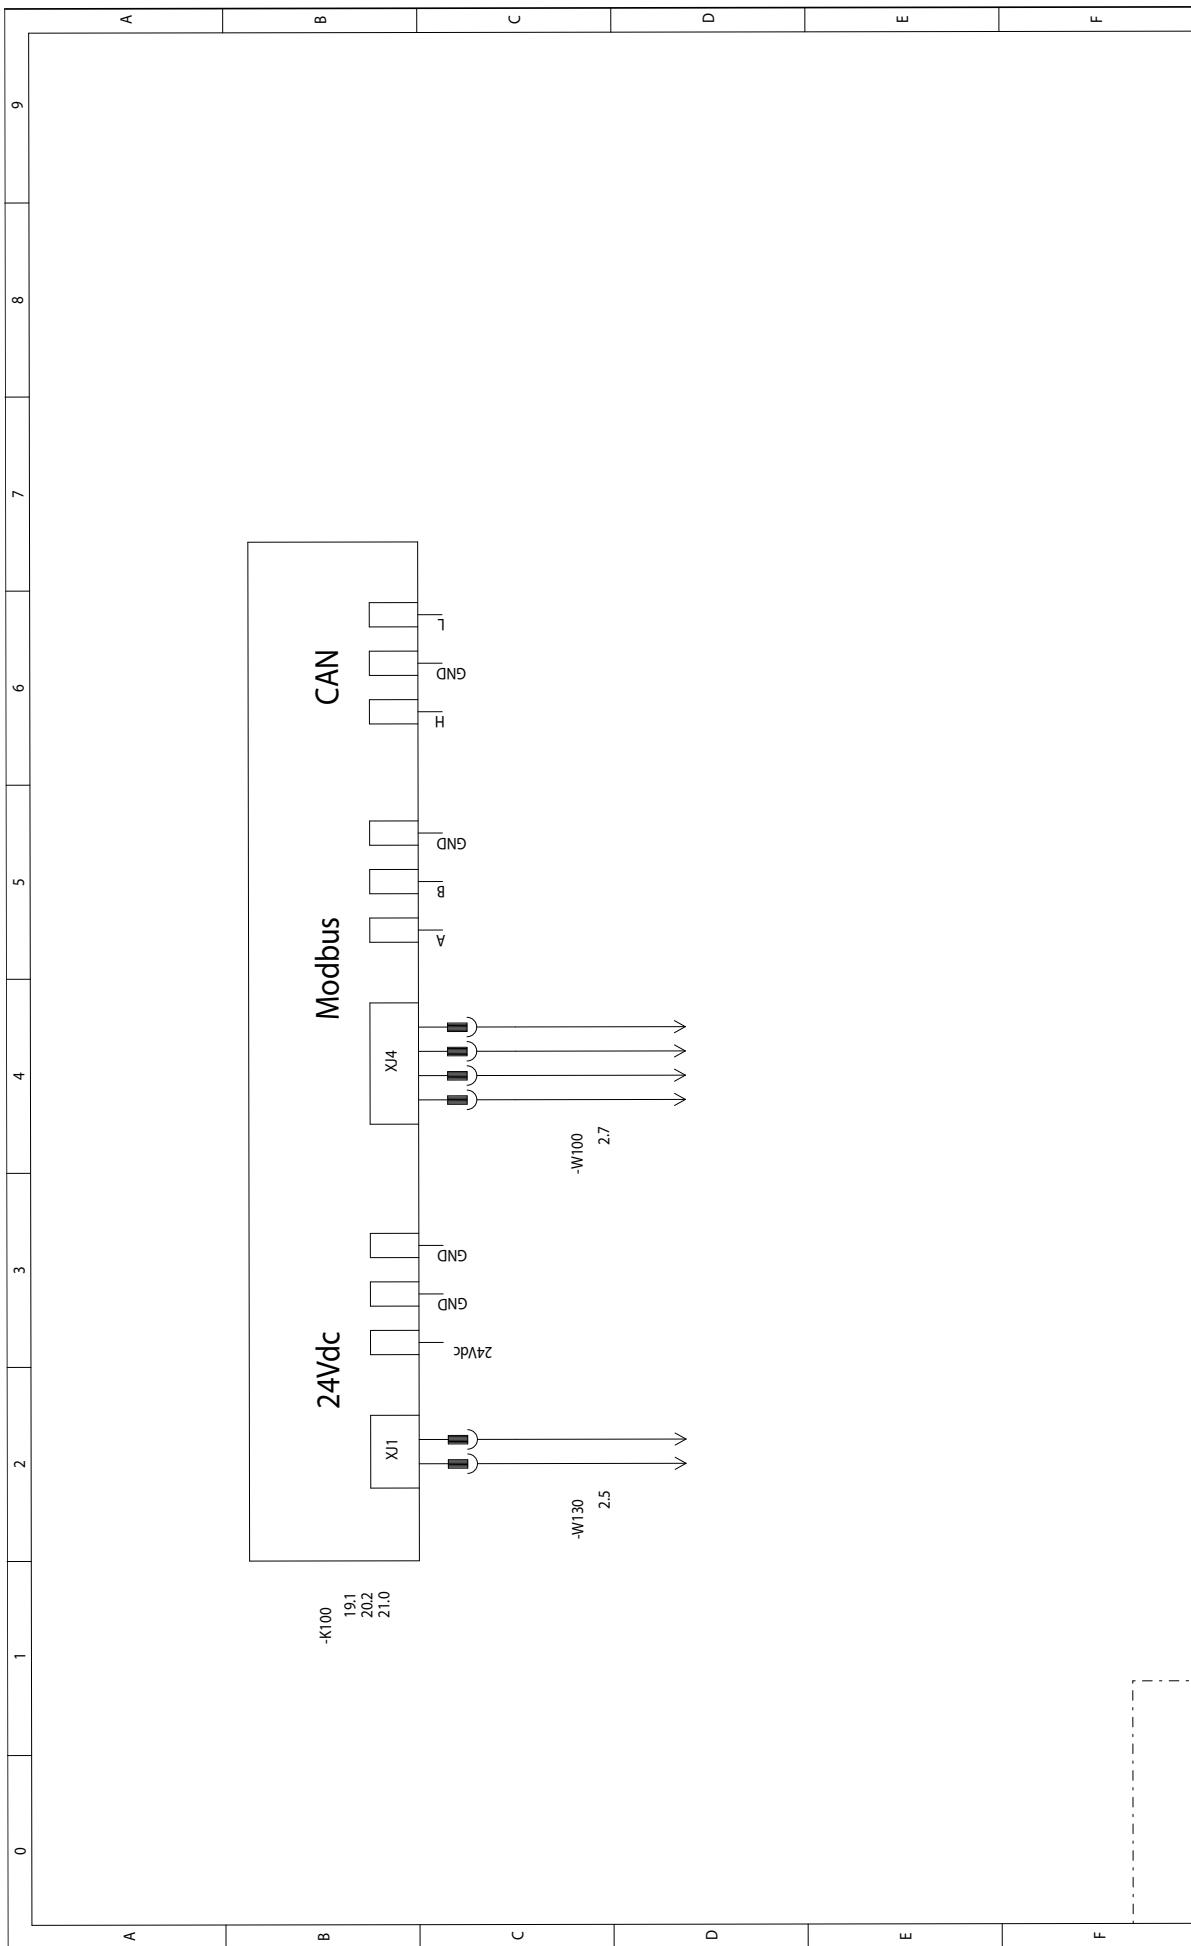 0 1 2 3 4 5 6 7 8 9
A A
B B
24Vdc Modbus CAN
-K100
19.1
20.2
21.0
XJ1 XJ4
24Vdc GND GND A B GND H GND L
C C
-W130 -W100
2.5 2.7
D D
E E
F F